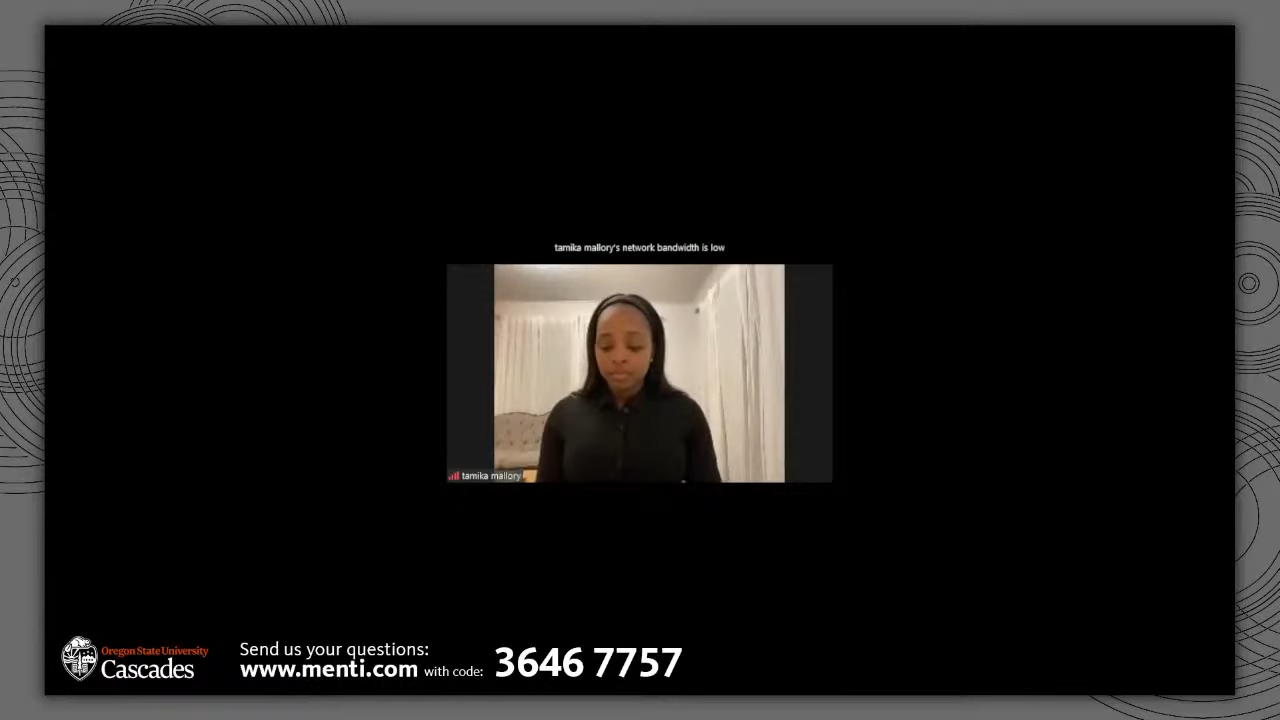 tamika mallory's network bandwidth is low
tamika mallory
Oregon State University
Cascades
Send us your questions:
www.menti.com with code: 3646 7757